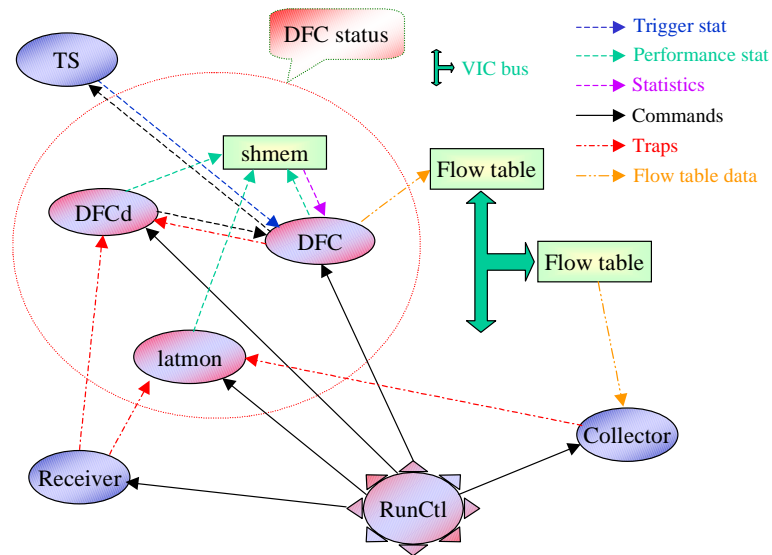 DFC status
TS
VIC bus
Trigger stat
Performance stat
Statistics
Commands
Traps
Flow table data
shmem
Flow table
DFCd
DFC
Flow table
latmon
Collector
Receiver
RunCtl